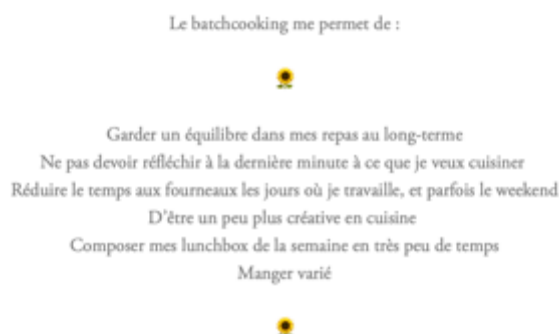 Le batchcooking me permet de :
Garder un équilibre dans mes repas au long-terme
Ne pas devoir réfléchir à la dernière minute à ce que je veux cuisiner
Réduire le temps aux fourneaux les jours où je travaille, et parfois le weekend
D'être un peu plus créative en cuisine
Composer mes lunchbox de la semaine en très peu de temps
Manger varié